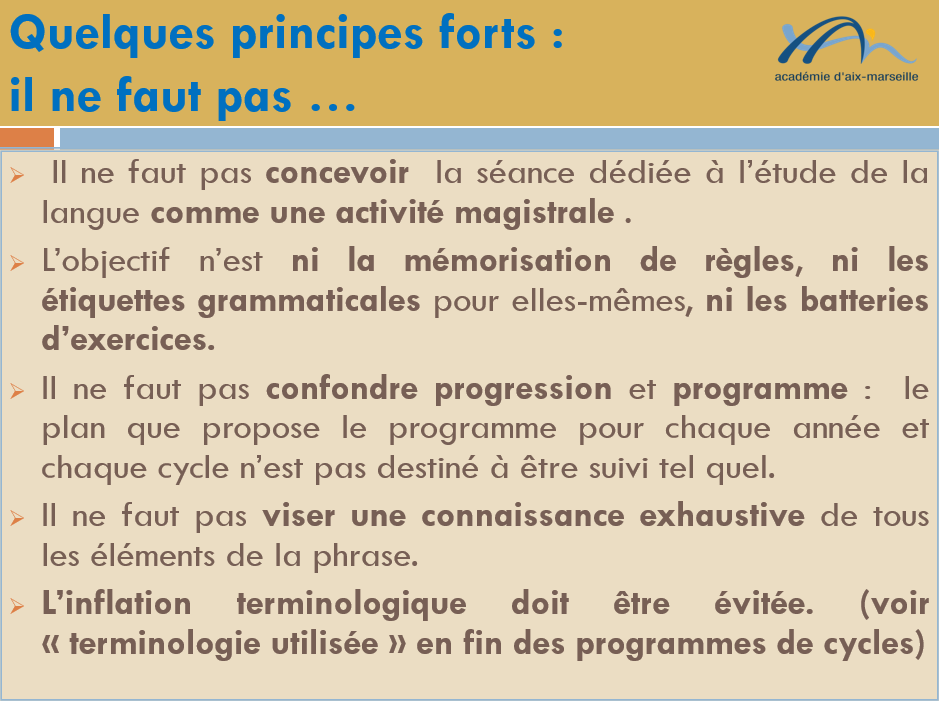 Quelques principes forts :
il ne faut pas …
académie d'aix-marseille
Il ne faut pas concevoir la séance dédiée à l’étude de la
langue comme une activité magistrale .
L’objectif n’est ni la mémorisation de règles, ni les
étiquettes grammaticales pour elles-mêmes, ni les batteries
d’exercices.
Il ne faut pas confondre progression et programme : le
plan que propose le programme pour chaque année et
chaque cycle n’est pas destiné à être suivi tel quel.
Il ne faut pas viser une connaissance exhaustive de tous
les éléments de la phrase.
L’inflation terminologique doit être évitée. (voir
« terminologie utilisée » en fin des programmes de cycles)